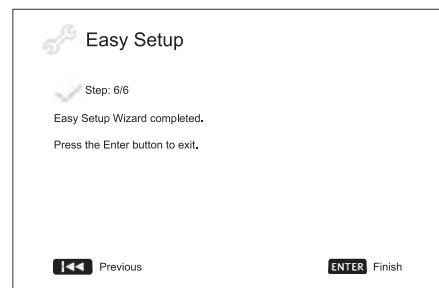 Easy Setup
Step: 6/6
Easy Setup Wizard completed.
Press the Enter button to exit.
Previous
ENTER Finish